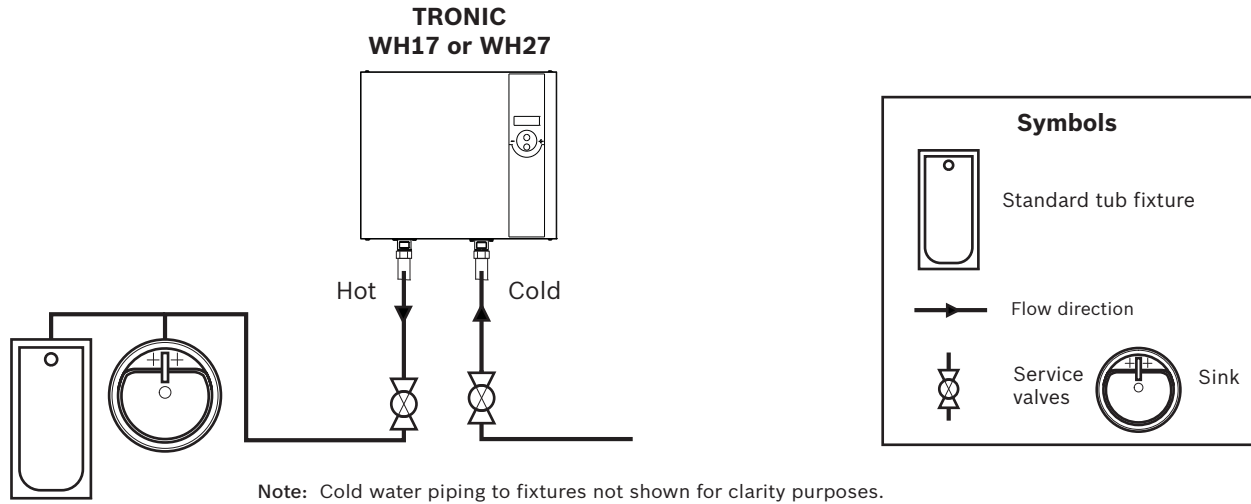 TRONIC
WH17 or WH27
Hot
Cold
Note: Cold water piping to fixtures not shown for clarity purposes.
Symbols
Standard tub fixture
Flow direction
Service
valves
Sink